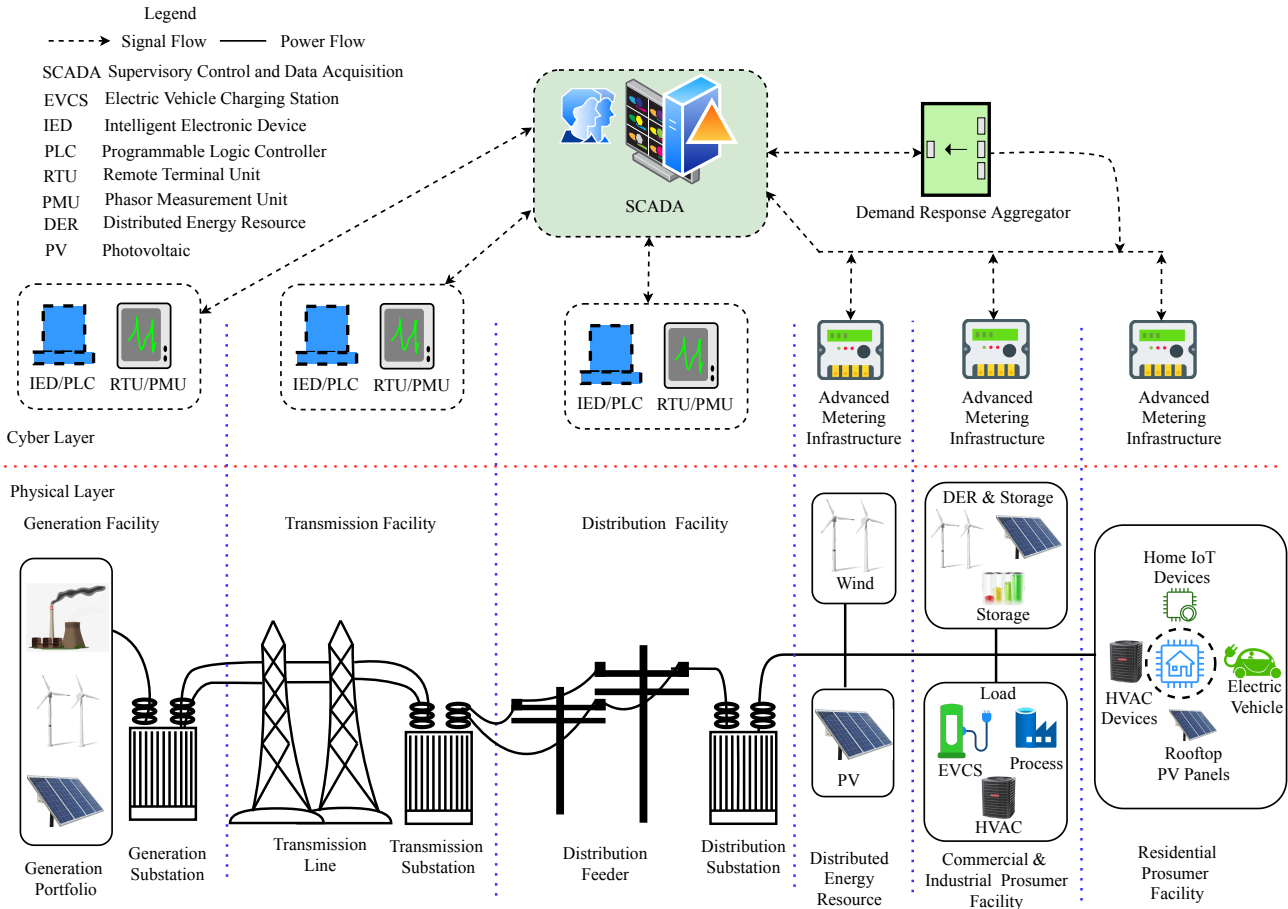 Legend
Signal Flow
Power Flow
SCADA Supervisory Control and Data Acquisition
EVCS Electric Vehicle Charging Station
IED Intelligent Electronic Device
PLC Programmable Logic Controller
RTU Remote Terminal Unit
PMU Phasor Measurement Unit
DER Distributed Energy Resource
PV Photovoltaic
SCADA
Demand Response Aggregator
IED/PLC RTU/PMU
IED/PLC RTU/PMU
IED/PLC RTU/PMU
Advanced
Metering
Infrastructure
Advanced
Metering
Infrastructure
Advanced
Metering
Infrastructure
Cyber Layer
Physical Layer
Generation Facility
Transmission Facility
Distribution Facility
Wind
PV
DER & Storage
Storage
Load
EVCS
Process
HVAC
Home IoT
Devices
HVAC
Devices
Electric
Vehicle
Rooftop
PV Panels
Generation
Portfolio
Generation
Substation
Transmission
Line
Transmission
Substation
Distribution
Feeder
Distribution
Substation
Distributed
Energy
Resource
Commercial &
Industrial Prosumer
Facility
Residential
Prosumer
Facility